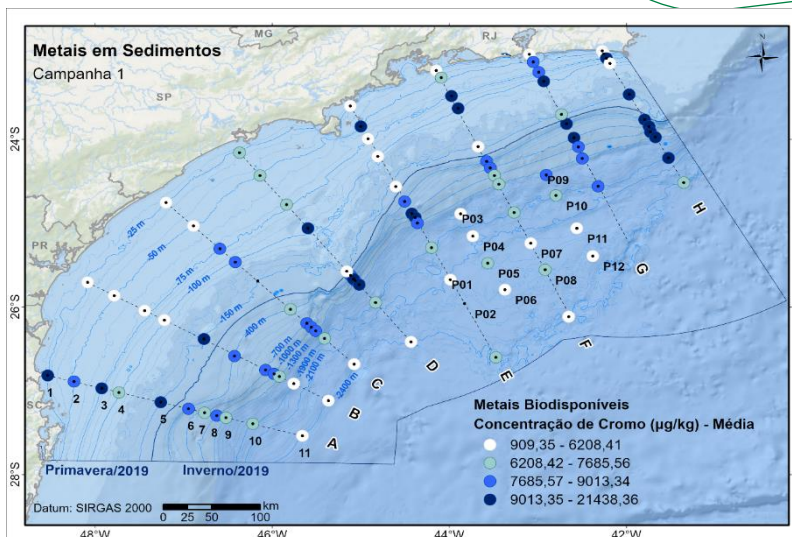 Metais em Sedimentos
Campanha 1
MG
RJ
SP
PR
SC
24°S
26°S
28°S
-25 m
-50 m
-75 m
-100 m
-150 m
-400 m
-700 m
-1000 m
-1300 m
-1900 m
-2100 m
-2400 m
P09
P10
P03
P04
P11
P07
P12
P05
P08
P01
P06
P02
H
G
F
E
D
C
B
A
1
2
3
4
5
6
7
8
9
10
11
Primavera/2019
Inverno/2019
Datum: SIRGAS 2000
0 25 50 100
km
Metais Biodisponíveis
Concentração de Cromo (µg/kg) - Média
909,35 - 6208,41
6208,42 - 7685,56
7685,57 - 9013,34
9013,35 - 21438,36
48°W
46°W
44°W
42°W